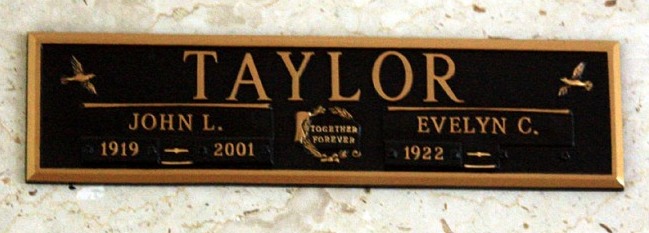 TAYLOR
JOHN L.
1919 - 2001
TOGETHER
FOREVER
EVELYN C.
1922 -